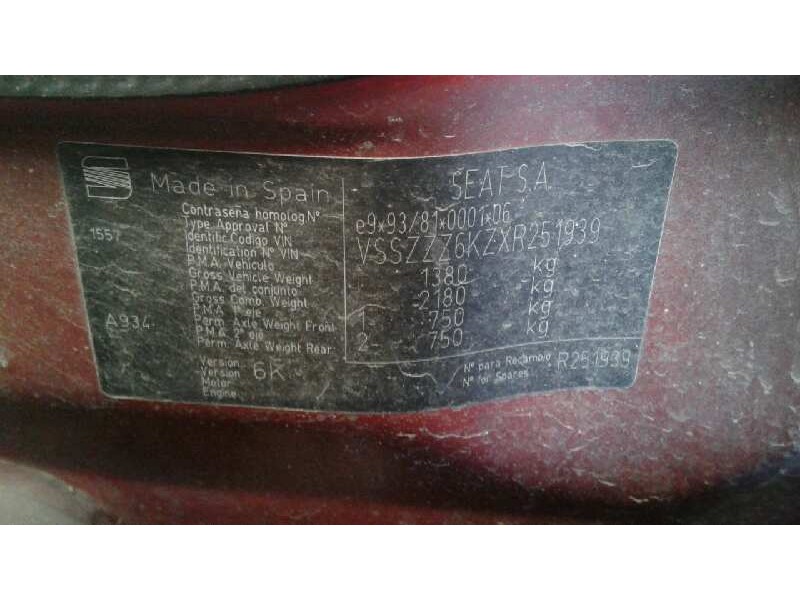 Made in Spain
SEAT S.A.
Contraseña homolog Nº
Type Approval Nº
e9*93/81*0001*06
1557
Identific Codigo VIN
Identification Nº VIN
VSSZZZ6KZXR251939
P.M.A. Vehiculo
Gross Vehicle Weight
1380 kg
P.M.A. del conjunto
Gross Comb. Weight
2180 kg
A934
P.M.A 1º eje
Perm. Axle Weight Front
1- 750 kg
P.M.A 2º eje
Perm. Axle Weight Rear
2- 750 kg
Version
Version
6K
Motor
Engine
Nº para Recambio
Nº for Spares
R251939